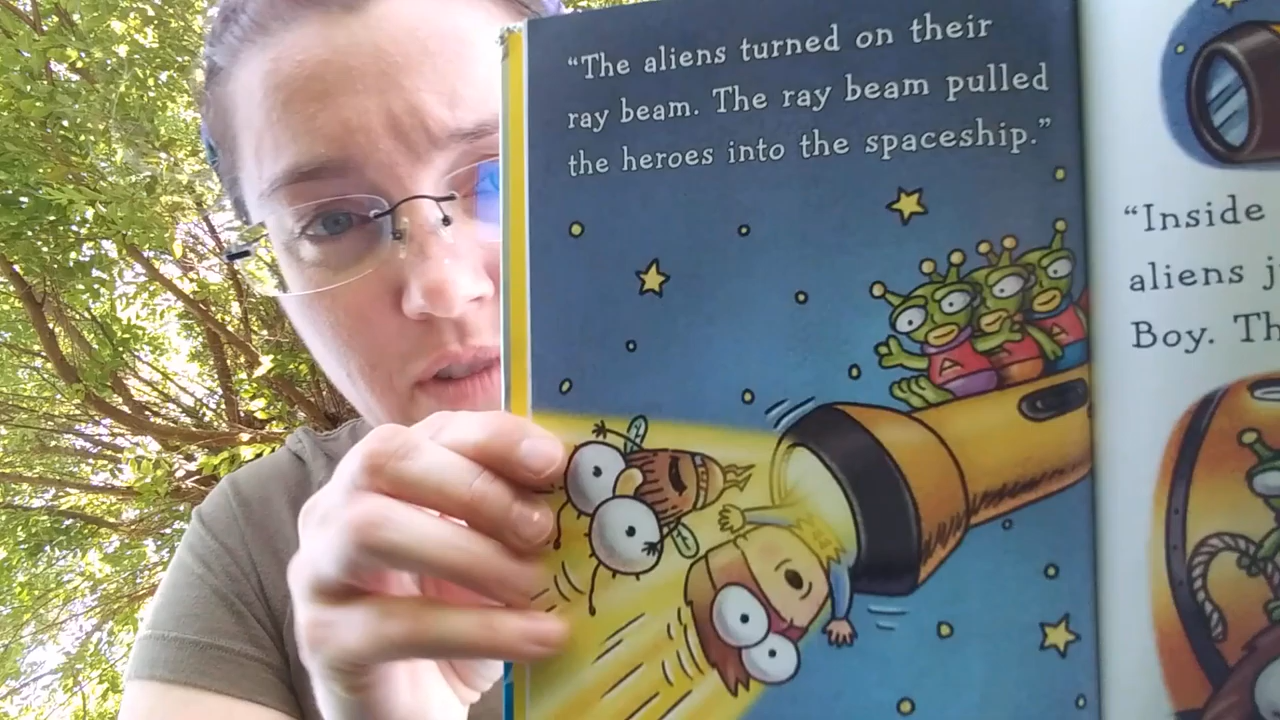 “The aliens turned on their
ray beam. The ray beam pulled
the heroes into the spaceship.”
“Inside
aliens
Boy.